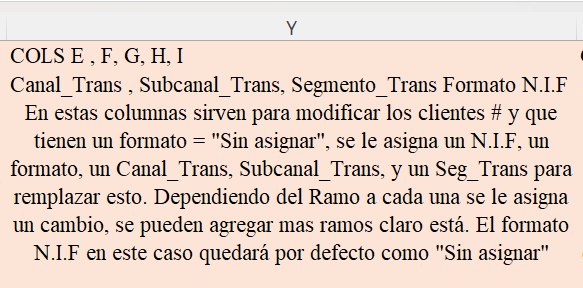 Y
COLS E , F, G, H, I
Canal_Trans , Subcanal_Trans, Segmento_Trans Formato N.I.F
En estas columnas sirven para modificar los clientes # y que
tienen un formato = "Sin asignar", se le asigna un N.I.F, un
formato, un Canal_Trans, Subcanal_Trans, y un Seg_Trans para
remplazar esto. Dependiendo del Ramo a cada una se le asigna
un cambio, se pueden agregar mas ramos claro está. El formato
N.I.F en este caso quedará por defecto como "Sin asignar"